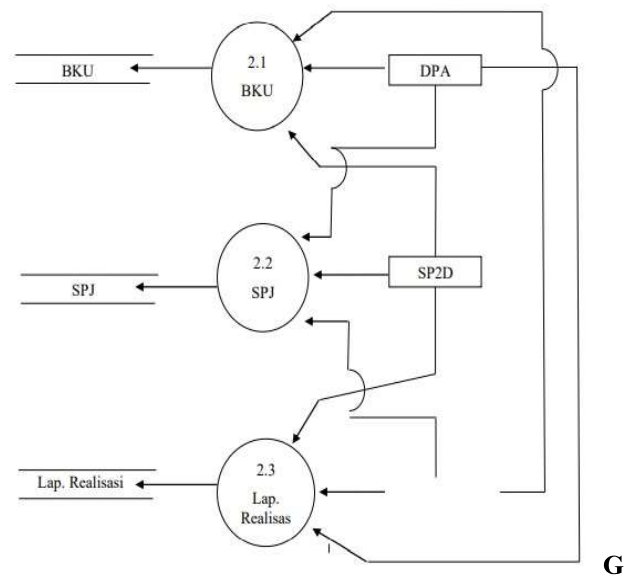 2.1
BKU
BKU
DPA
2.2
SPJ
SPJ
SP2D
2.3
Lap.
Realisas
Lap. Realisasi
G